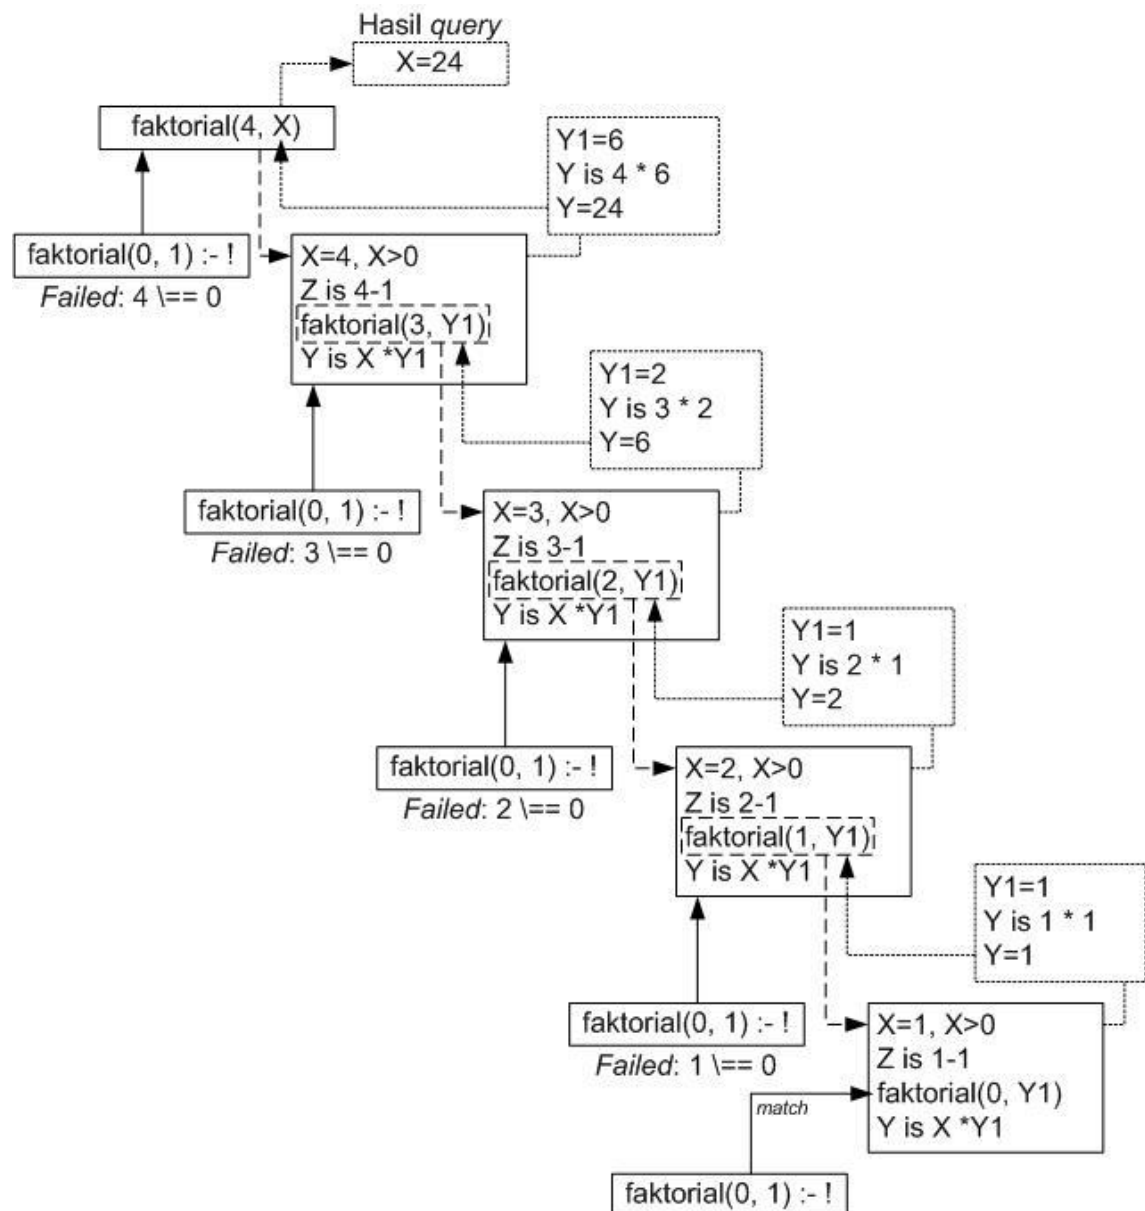 Hasil query
X=24
faktorial(4, X)
Y1=6
Y is 4 * 6
Y=24
faktorial(0, 1) :- !
Failed: 4 \== 0
X=4, X>0
Z is 4-1
faktorial(3, Y1)
Y is X *Y1
Y1=2
Y is 3 * 2
Y=6
faktorial(0, 1) :- !
Failed: 3 \== 0
X=3, X>0
Z is 3-1
faktorial(2, Y1)
Y is X *Y1
Y1=1
Y is 2 * 1
Y=2
faktorial(0, 1) :- !
Failed: 2 \== 0
X=2, X>0
Z is 2-1
faktorial(1, Y1)
Y is X *Y1
Y1=1
Y is 1 * 1
Y=1
faktorial(0, 1) :- !
Failed: 1 \== 0
X=1, X>0
Z is 1-1
faktorial(0, Y1)
Y is X *Y1
match
faktorial(0, 1) :- !